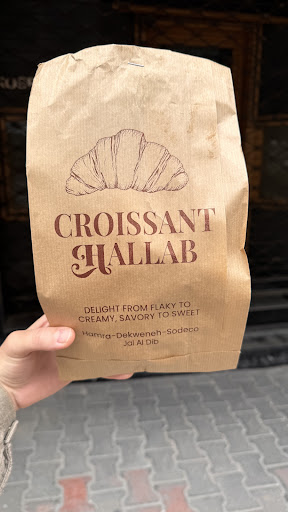 CROISSANT
HALLAB
DELIGHT FROM FLAKY TO
CREAMY, SAVORY TO SWEET
Hamra-Dekweneh-Sodeco
Jal Al Dib